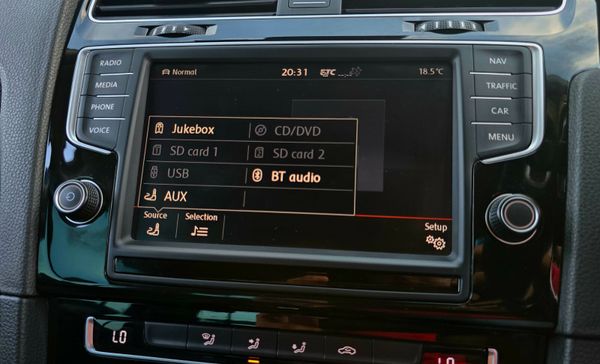 RADIO
MEDIA
PHONE
VOICE
Normal 20:31 ETC 18.5°C
Jukebox CD/DVD
SD card 1 SD card 2
USB BT audio
AUX
Source Selection Setup
NAV
TRAFFIC
CAR
MENU
LO LO